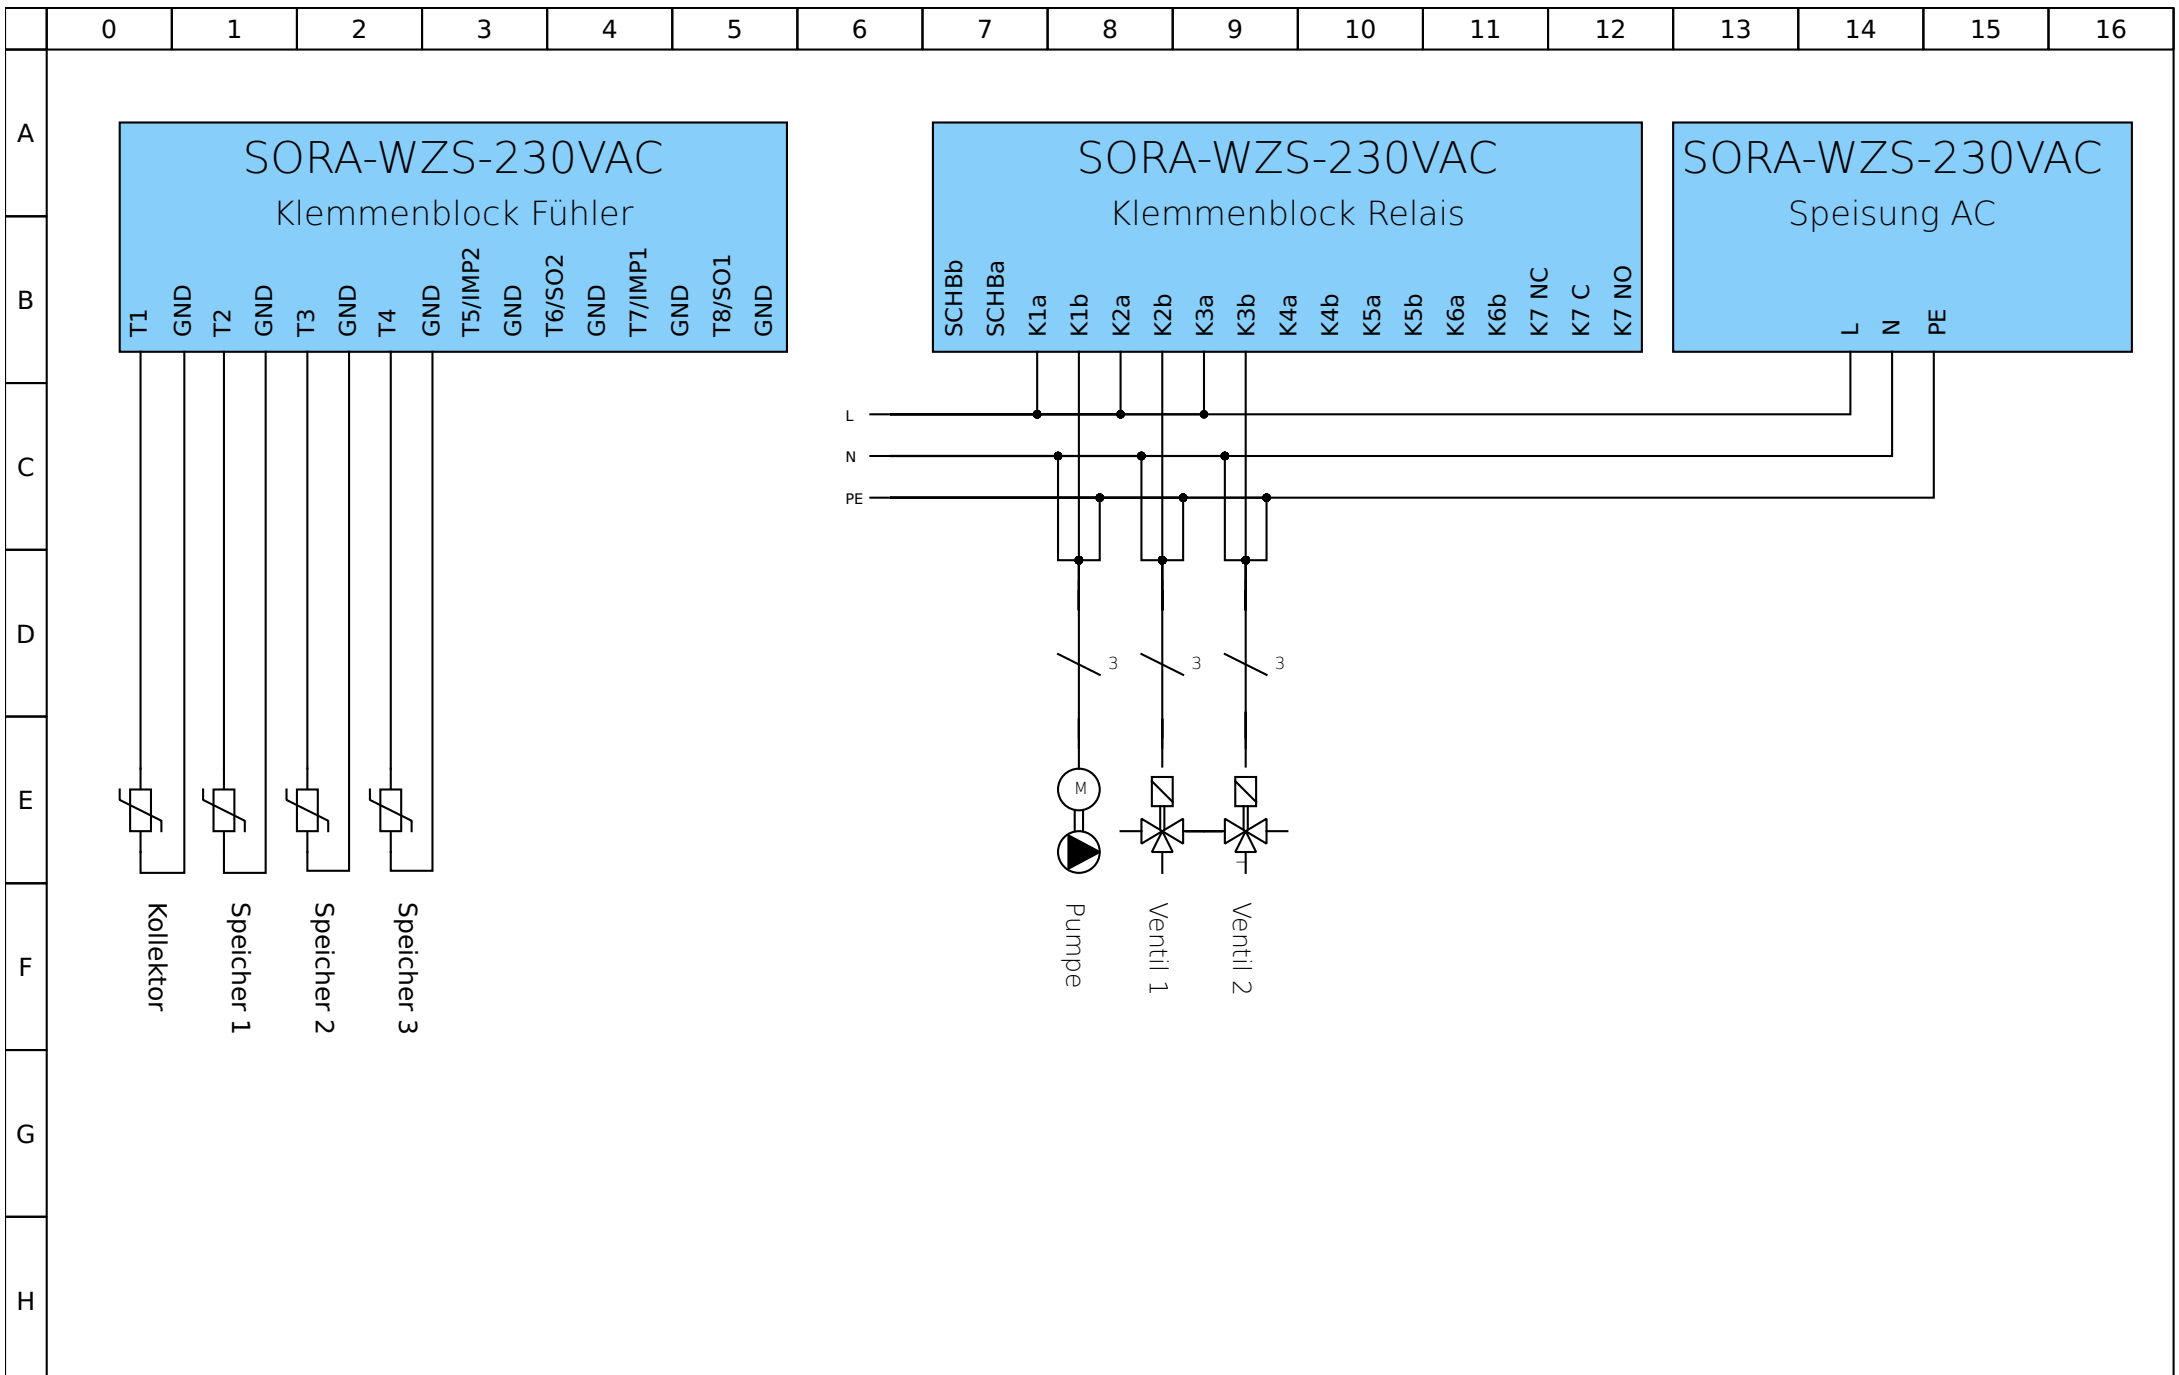 0 1 2 3 4 5 6 7 8 9 10 11 12 13 14 15 16
A
B
C
D
E
F
G
H
SORA-WZS-230VAC
Klemmenblock Fühler
T1 GND T2 GND T3 GND T4 GND T5/IMP2 GND T6/SO2 GND T7/IMP1 GND T8/SO1 GND
SORA-WZS-230VAC
Klemmenblock Relais
SCHBb SCHBa K1a K1b K2a K2b K3a K3b K4a K4b K5a K5b K6a K6b K7 NC K7 C K7 NO
SORA-WZS-230VAC
Speisung AC
L N PE
L
N
PE
3 3 3
M
T
Kollektor
Speicher 1
Speicher 2
Speicher 3
Pumpe
Ventil 1
Ventil 2